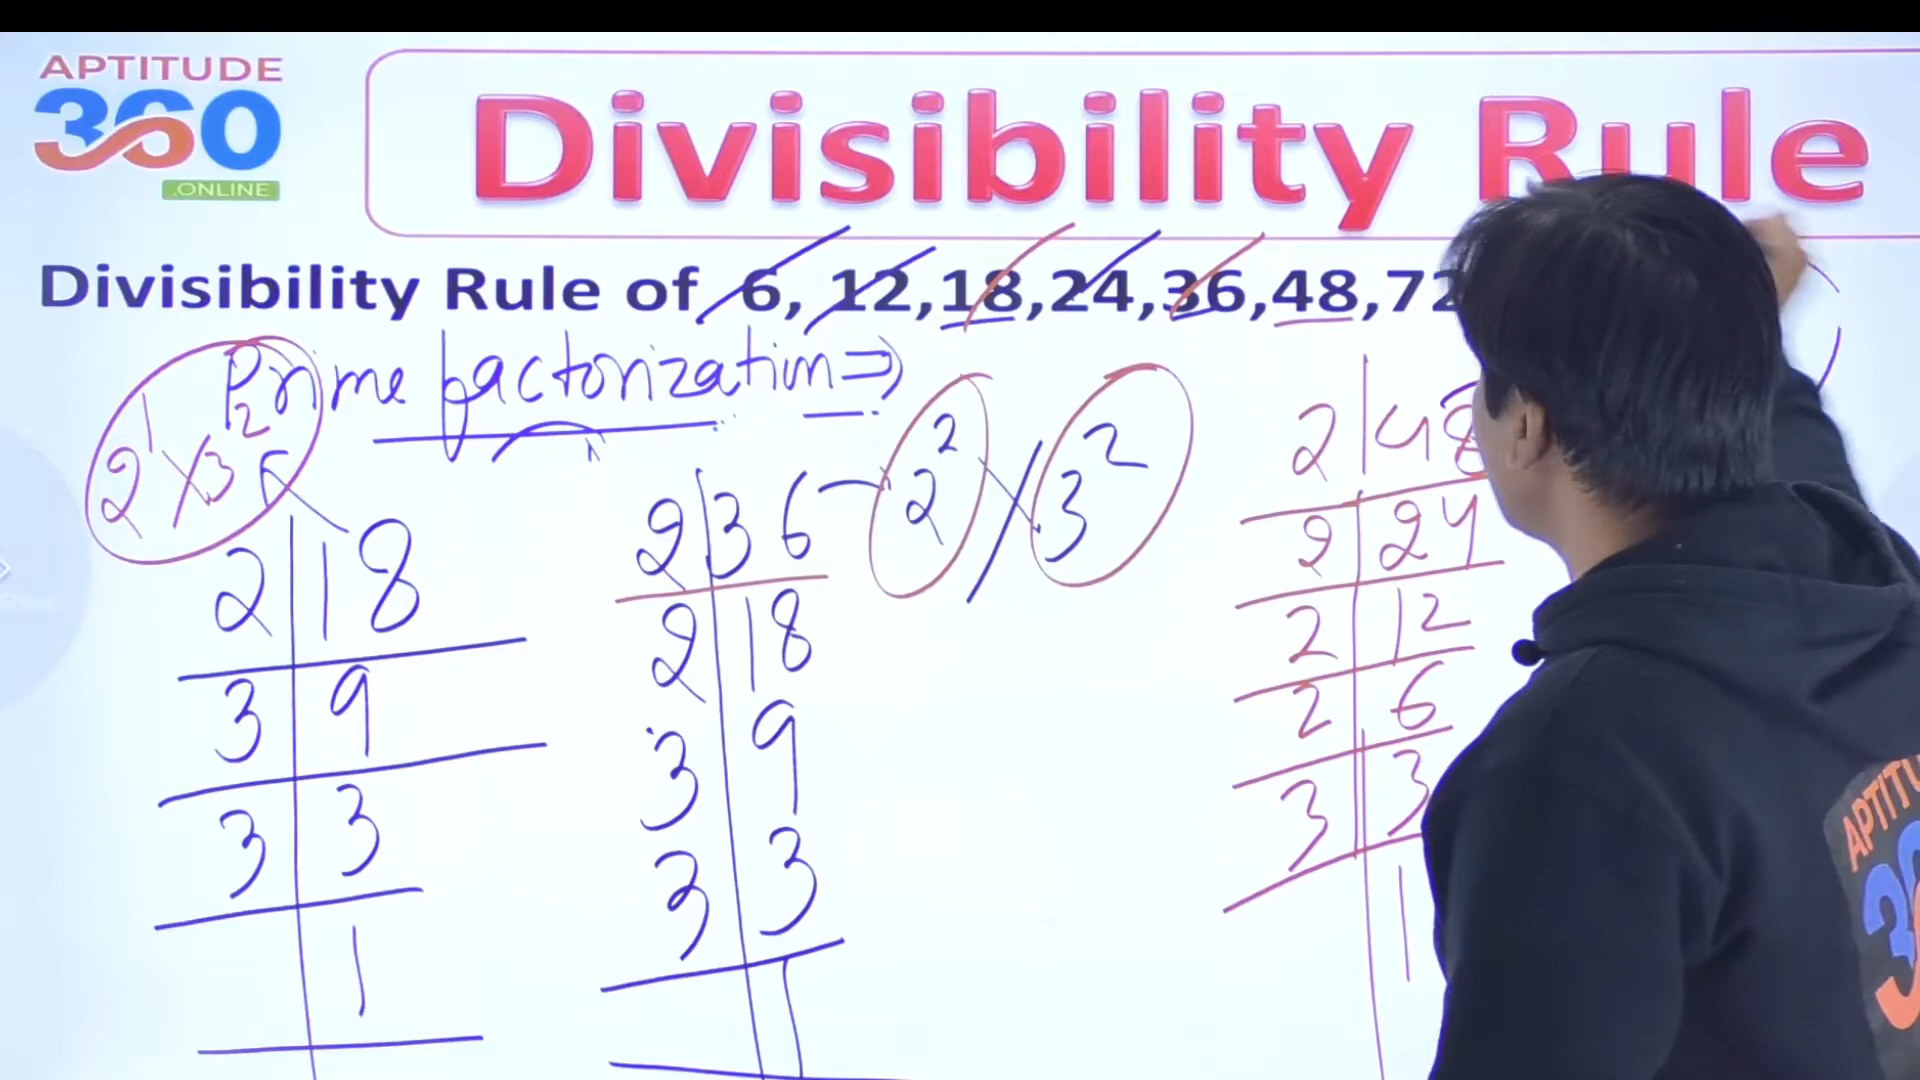 APTITUDE
360
.ONLINE
Divisibility Rule
Divisibility Rule of 6, 12,18,24,36,48,72
Prime factorization ⇒
2¹ × 3²
2² × 3²
2 | 18
3 | 9
3 | 3
1
2 | 36
2 | 18
3 | 9
3 | 3
1
2 | 48
2 | 24
2 | 12
2 | 6
3 | 3
1
APTITU